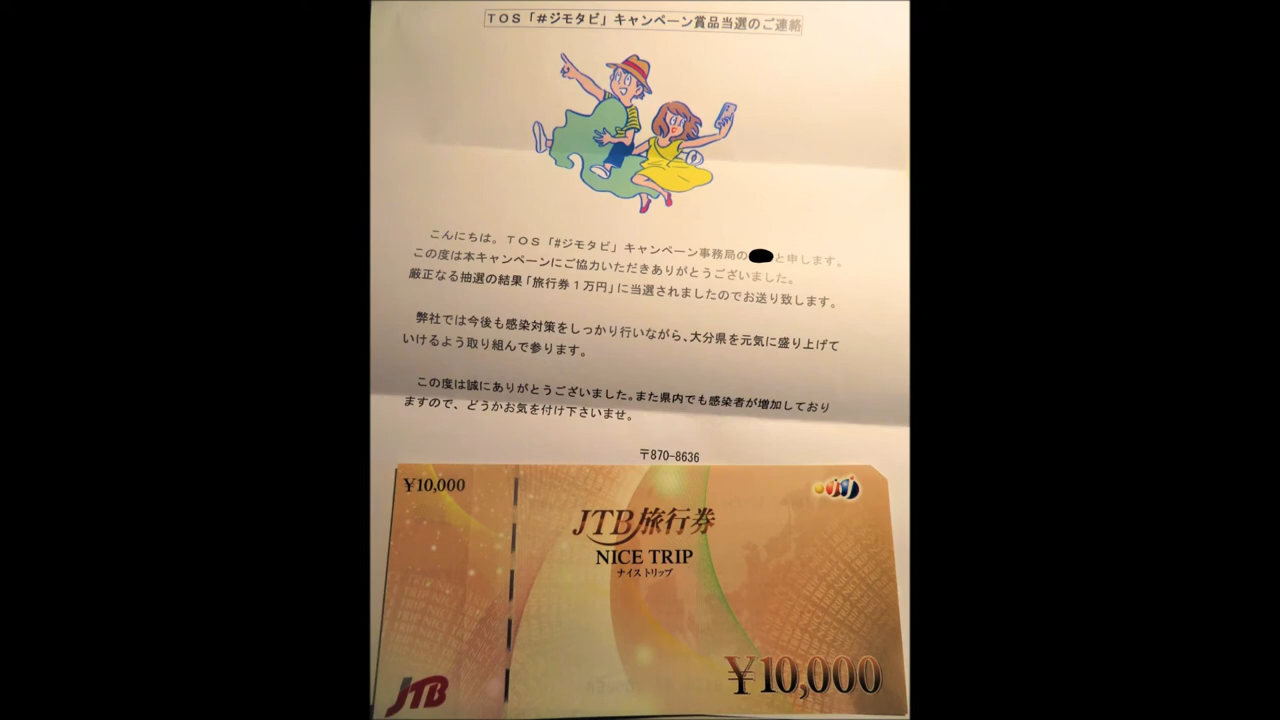 TOS「#ジモタビ」キャンペーン賞品当選のご連絡
こんにちは。TOS「#ジモタビ」キャンペーン事務局の
と申します。
この度は本キャンペーンにご協力いただきありがとうございました。
厳正なる抽選の結果「旅行券1万円」に当選されましたのでお送り致します。
弊社では今後も感染対策をしっかり行いながら、大分県を元気に盛り上げて
いけるよう取り組んで参ります。
この度は誠にありがとうございました。また県内でも感染者が増加しており
ますので、どうかお気を付け下さいませ。
〒870-8636
¥10,000
JTB旅行券
NICE TRIP
ナイストリップ
¥10,000
JTB